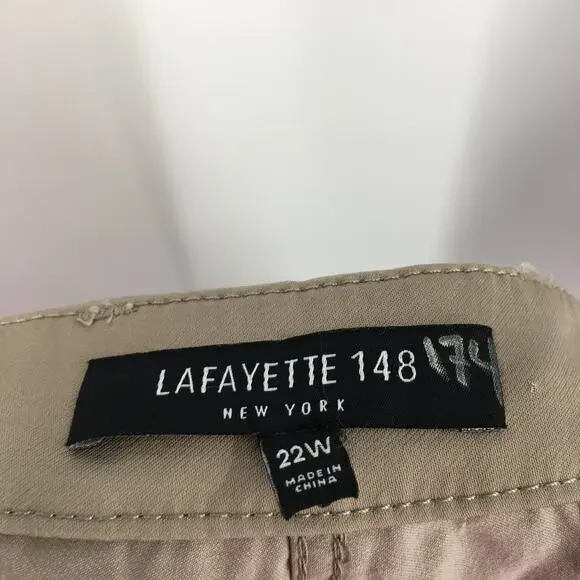 LAFAYETTE 148 174
NEW YORK
22W
MADE IN
CHINA